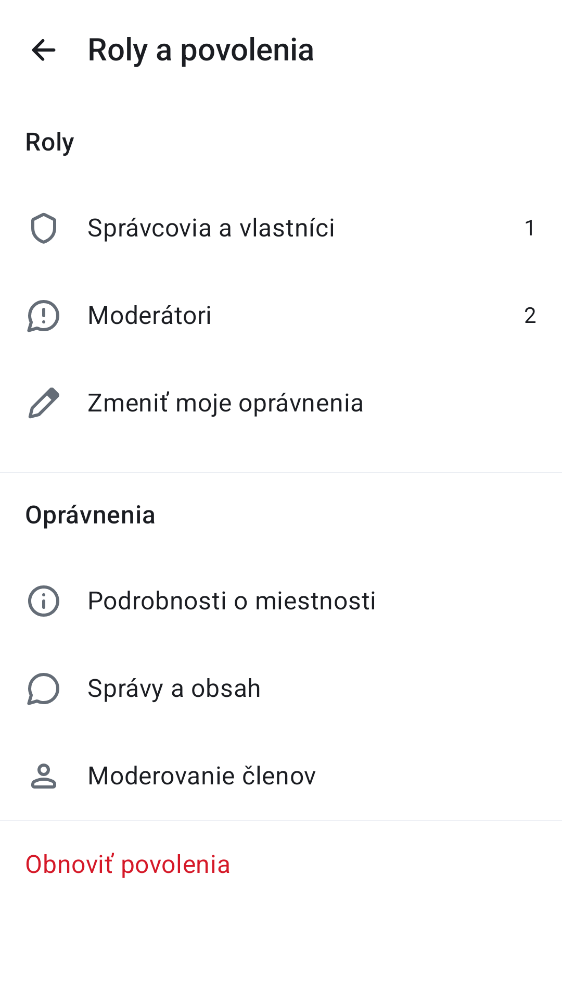 Roly a povolenia
Roly
Správcovia a vlastníci 1
Moderátori 2
Zmeniť moje oprávnenia
Oprávnenia
Podrobnosti o miestnosti
Správy a obsah
Moderovanie členov
Obnoviť povolenia